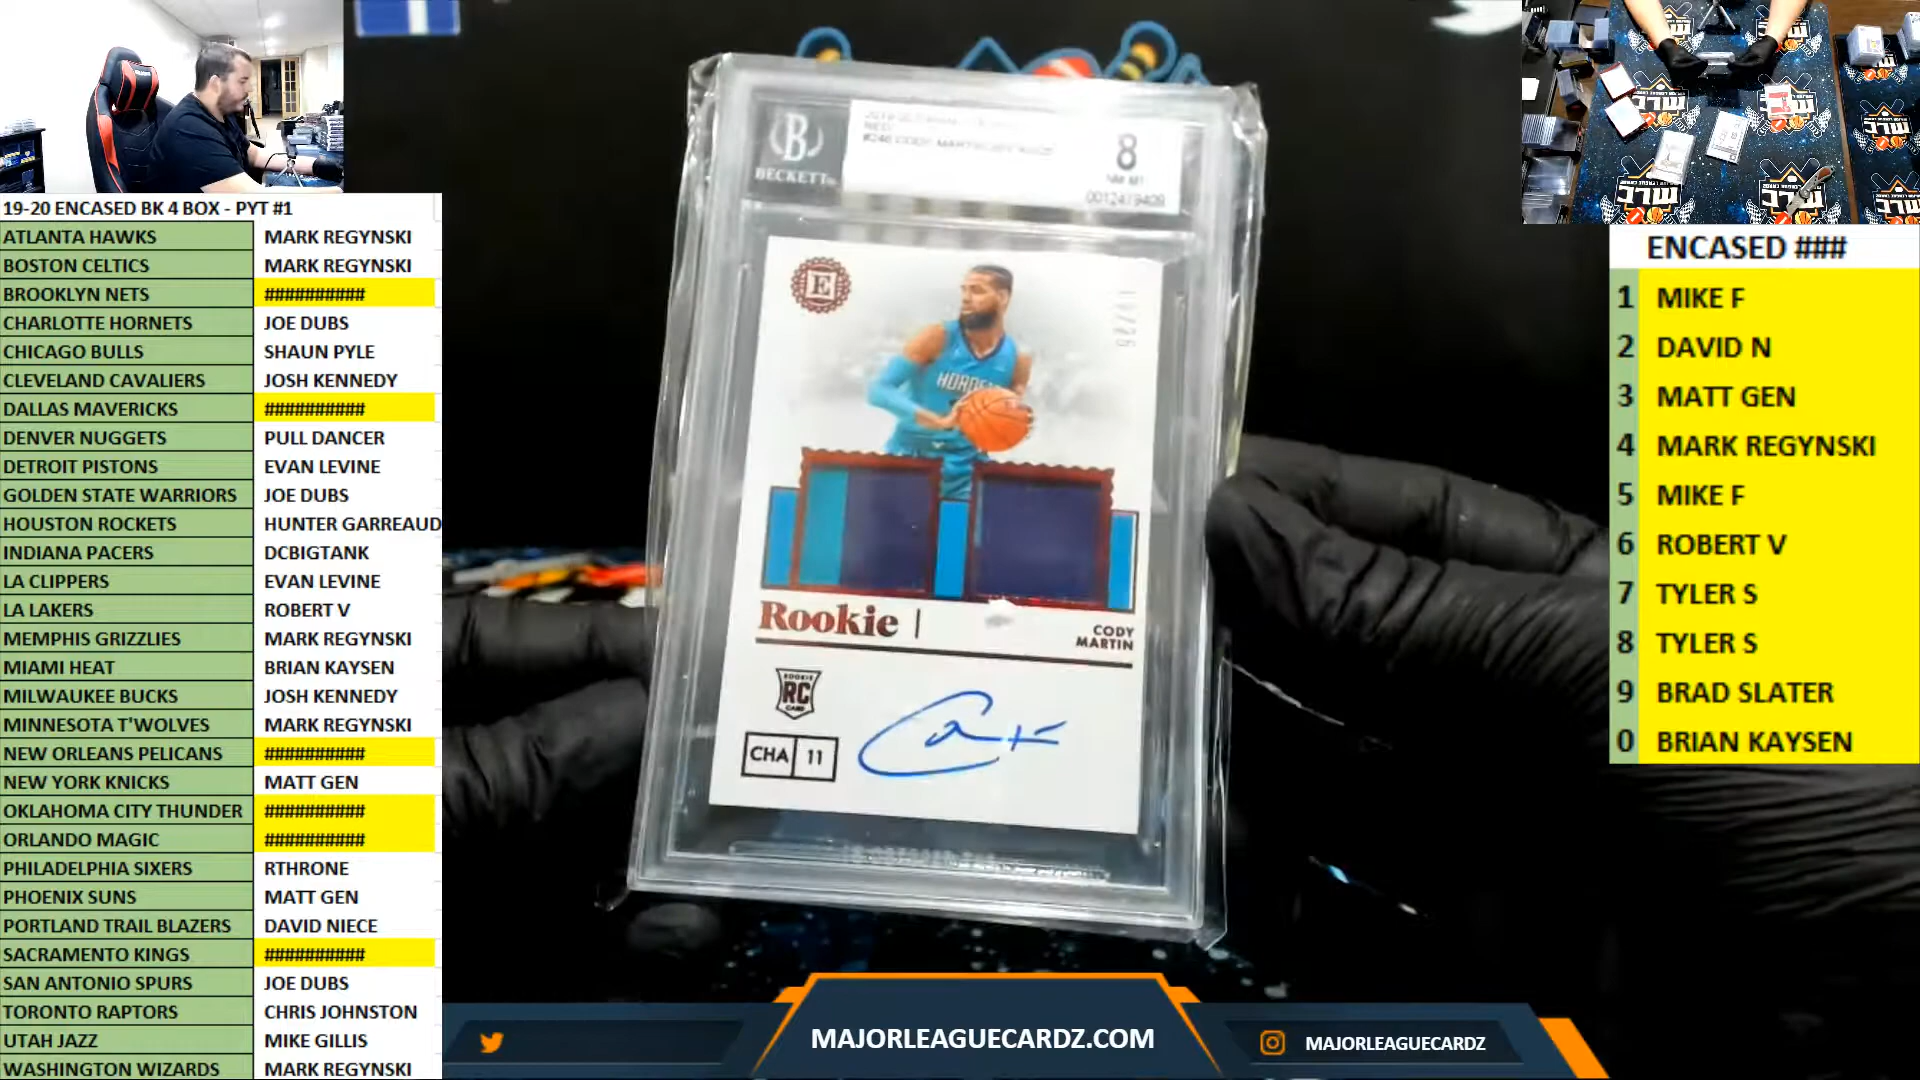 19-20 ENCASED BK 4 BOX - PYT #1
ATLANTA HAWKS MARK REGYNSKI
BOSTON CELTICS MARK REGYNSKI
BROOKLYN NETS ##########
CHARLOTTE HORNETS JOE DUBS
CHICAGO BULLS SHAUN PYLE
CLEVELAND CAVALIERS JOSH KENNEDY
DALLAS MAVERICKS ##########
DENVER NUGGETS PULL DANCER
DETROIT PISTONS EVAN LEVINE
GOLDEN STATE WARRIORS JOE DUBS
HOUSTON ROCKETS HUNTER GARREAUD
INDIANA PACERS DCBIGTANK
LA CLIPPERS EVAN LEVINE
LA LAKERS ROBERT V
MEMPHIS GRIZZLIES MARK REGYNSKI
MIAMI HEAT BRIAN KAYSEN
MILWAUKEE BUCKS JOSH KENNEDY
MINNESOTA T'WOLVES MARK REGYNSKI
NEW ORLEANS PELICANS ##########
NEW YORK KNICKS MATT GEN
OKLAHOMA CITY THUNDER ##########
ORLANDO MAGIC ##########
PHILADELPHIA SIXERS RTHRONE
PHOENIX SUNS MATT GEN
PORTLAND TRAIL BLAZERS DAVID NIECE
SACRAMENTO KINGS ##########
SAN ANTONIO SPURS JOE DUBS
TORONTO RAPTORS CHRIS JOHNSTON
UTAH JAZZ MIKE GILLIS
WASHINGTON WIZARDS MARK REGYNSKI
B
BECKETT
8
NM-MT
E
HORNE
Rookie |
CODY
MARTIN
ROOKIE
RC
CARD
CHA 11
ENCASED ###
1 MIKE F
2 DAVID N
3 MATT GEN
4 MARK REGYNSKI
5 MIKE F
6 ROBERT V
7 TYLER S
8 TYLER S
9 BRAD SLATER
0 BRIAN KAYSEN
MAJORLEAGUECARDZ.COM
MAJORLEAGUECARDZ